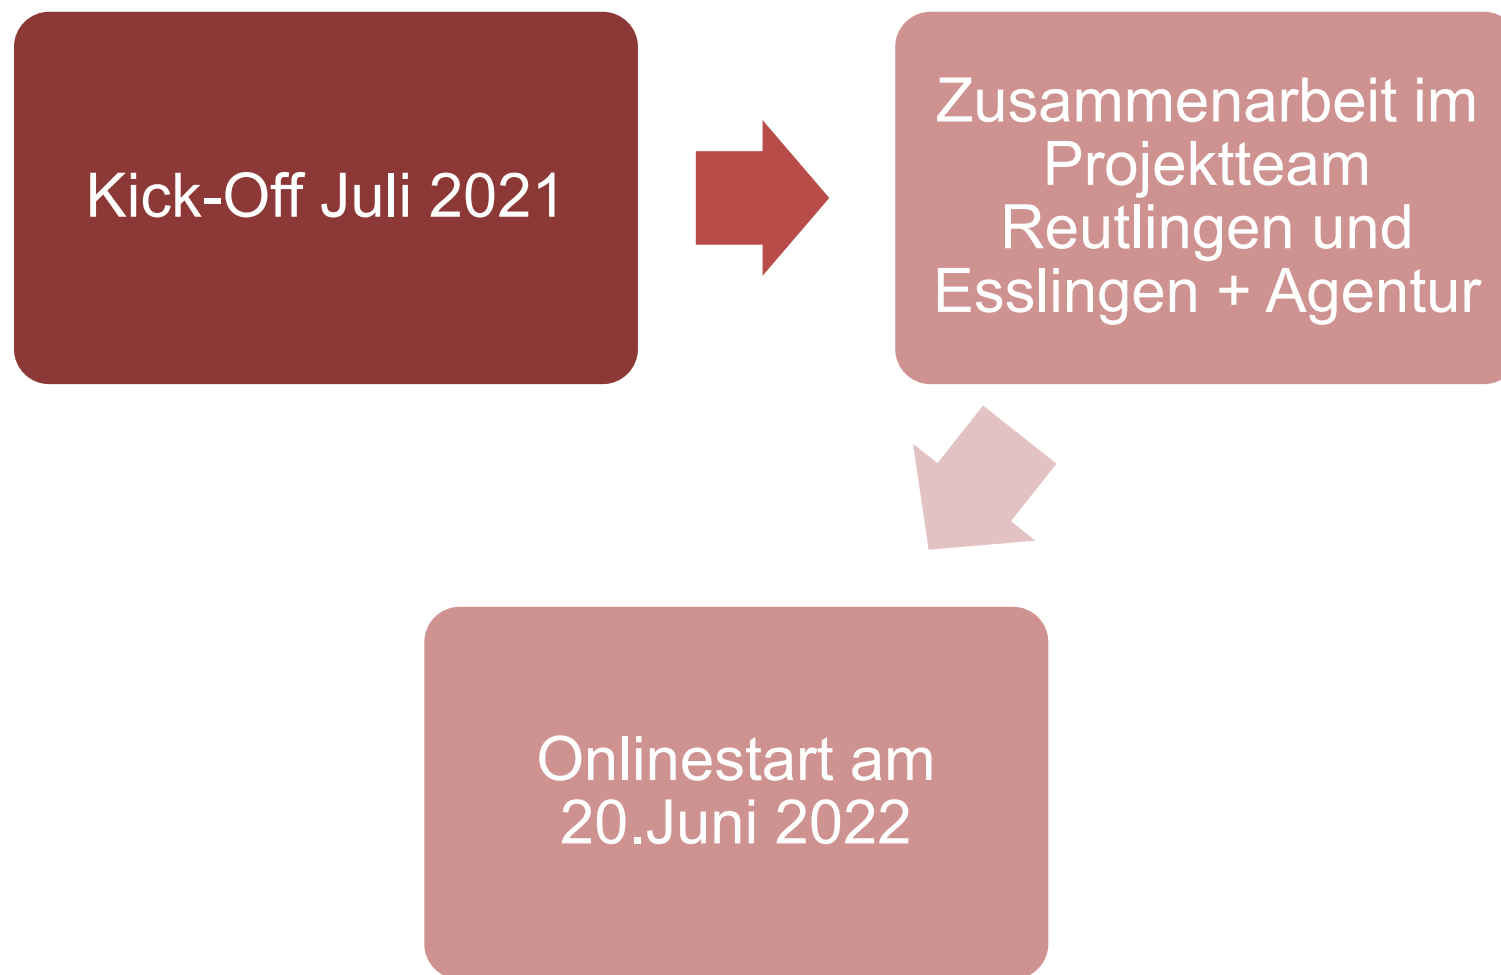 Kick-Off Juli 2021
Zusammenarbeit im
Projektteam
Reutlingen und
Esslingen + Agentur
Onlinestart am
20.Juni 2022